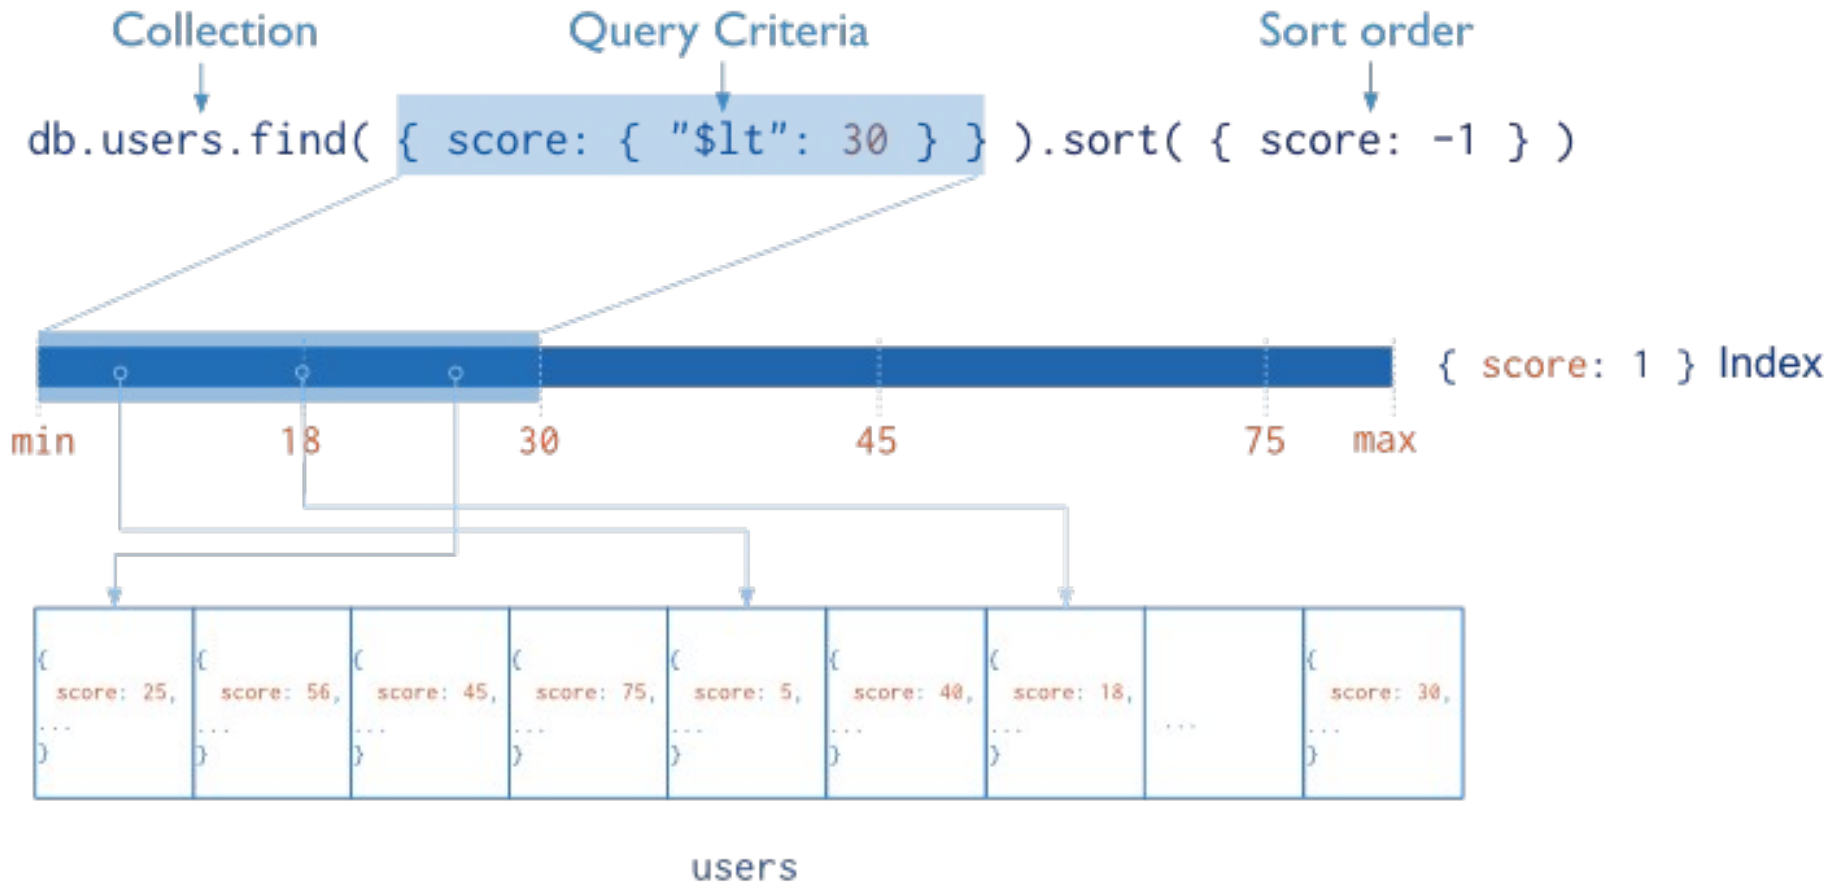 Collection Query Criteria Sort order
db.users.find( { score: { "$lt": 30 } } ).sort( { score: -1 } )
{ score: 1 } Index
min 18 30 45 75 max
{ { { { { { { {
score: 25, score: 56, score: 45, score: 75, score: 5, score: 40, score: 18, score: 30,
... ... ... ... ... ... ... ... ...
} } } } } } } }
users